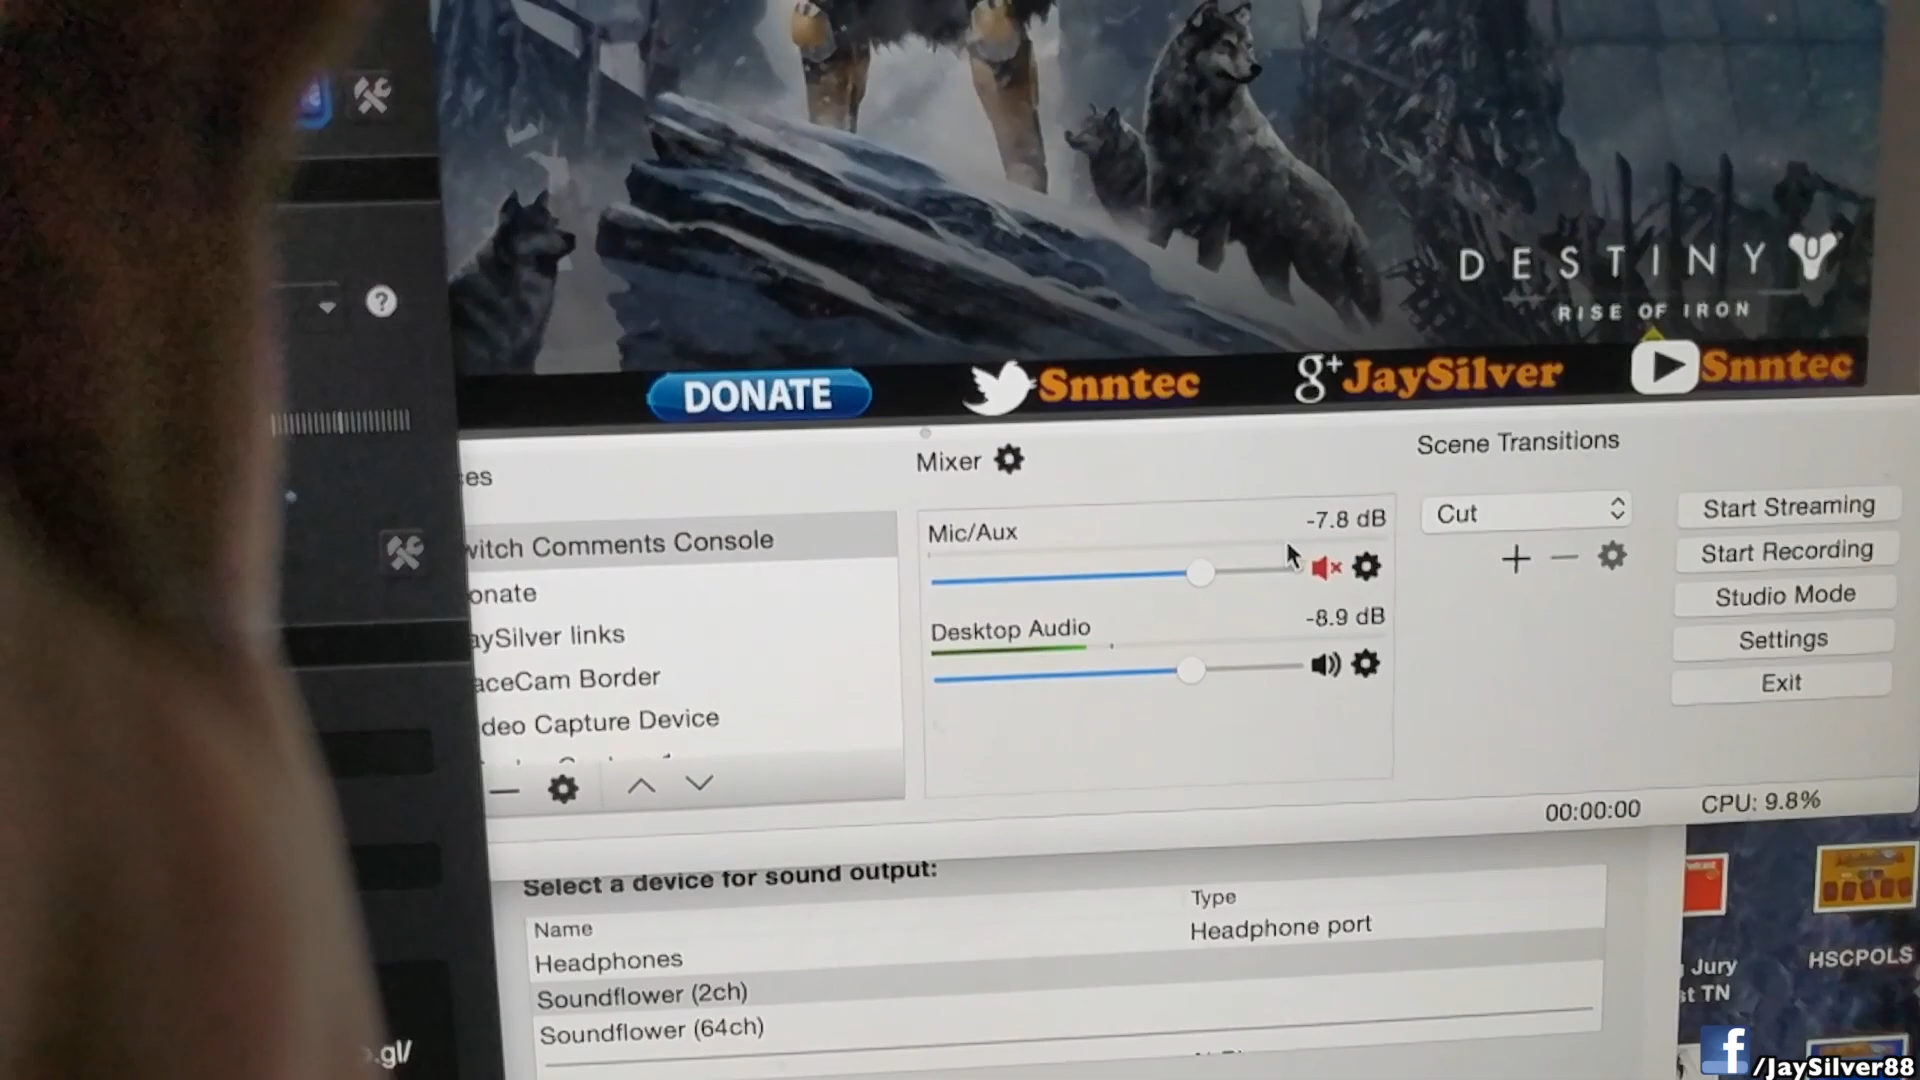 DESTINY
RISE OF IRON
DONATE
Snntec
g+ JaySilver
Snntec
es
Mixer
Scene Transitions
witch Comments Console
onate
aySilver links
aceCam Border
deo Capture Device
Mic/Aux
-7.8 dB
Desktop Audio
-8.9 dB
Cut
Start Streaming
Start Recording
Studio Mode
Settings
Exit
00:00:00
CPU: 9.8%
Select a device for sound output:
Name
Type
Headphones
Headphone port
Soundflower (2ch)
Soundflower (64ch)
Jury
st TN
HSCPOLS
.gl/
f /JaySilver88